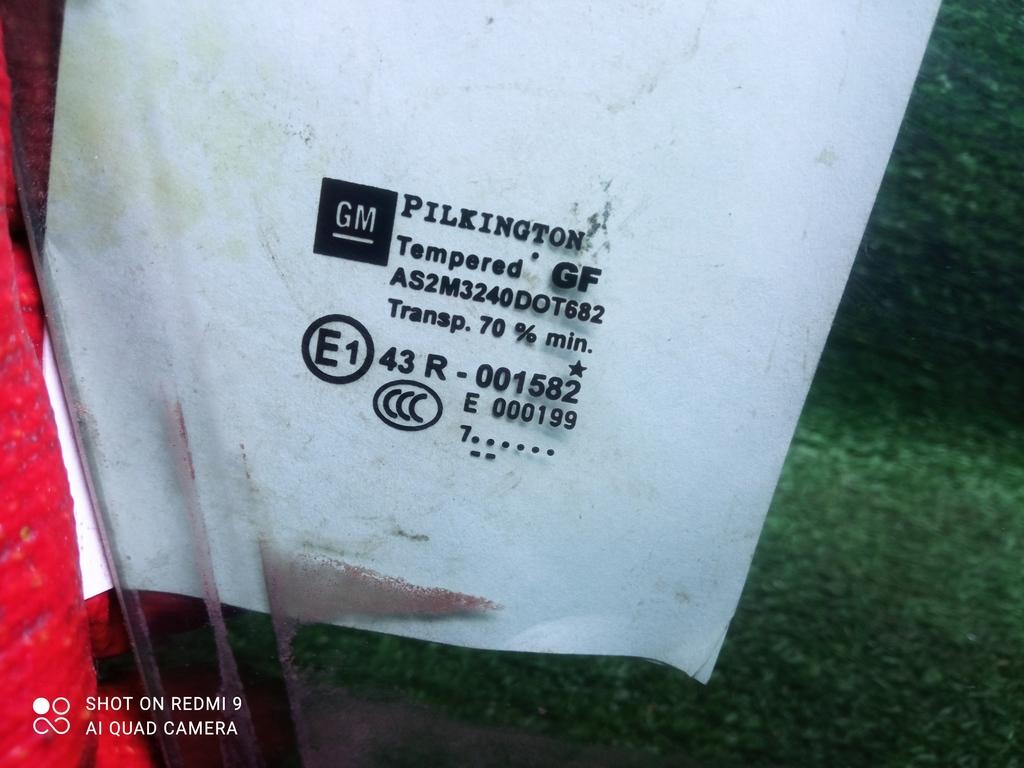 GM
PILKINGTON
Tempered GF
AS2M3240DOT682
Transp. 70 % min.
E1 43 R - 001582
CCC E 000199
7......
--
SHOT ON REDMI 9
AI QUAD CAMERA